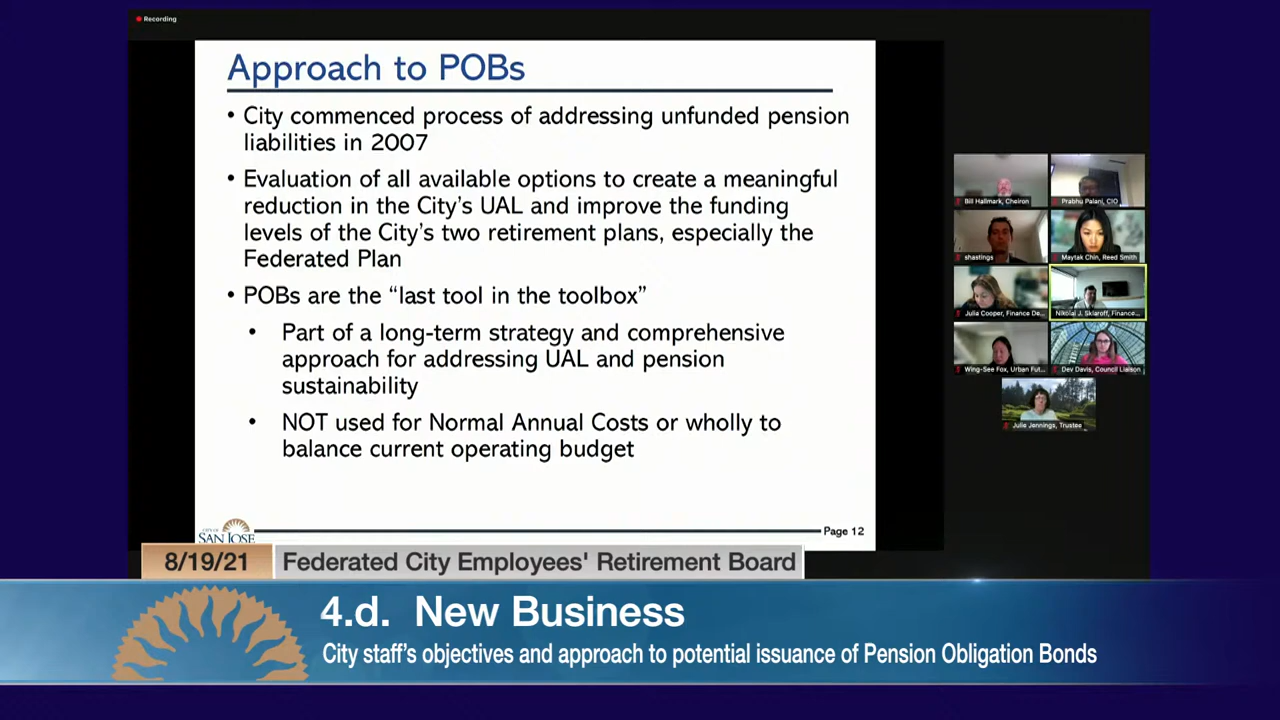 Recording
Approach to POBs
• City commenced process of addressing unfunded pension
liabilities in 2007
• Evaluation of all available options to create a meaningful
reduction in the City's UAL and improve the funding
levels of the City's two retirement plans, especially the
Federated Plan
• POBs are the "last tool in the toolbox"
• Part of a long-term strategy and comprehensive
approach for addressing UAL and pension
sustainability
• NOT used for Normal Annual Costs or wholly to
balance current operating budget
CITY OF
SAN JOSE
Page 12
Bill Hallmark, Cheiron
Prabhu Palani, CIO
shastings
Maytak Chin, Reed Smith
Julia Cooper, Finance De...
Nikolai J. Sklaroff, Finance...
Wing-See Fox, Urban Fut...
Dev Davis, Council Liaison
Julie Jennings, Trustee
8/19/21
Federated City Employees' Retirement Board
4.d. New Business
City staff's objectives and approach to potential issuance of Pension Obligation Bonds